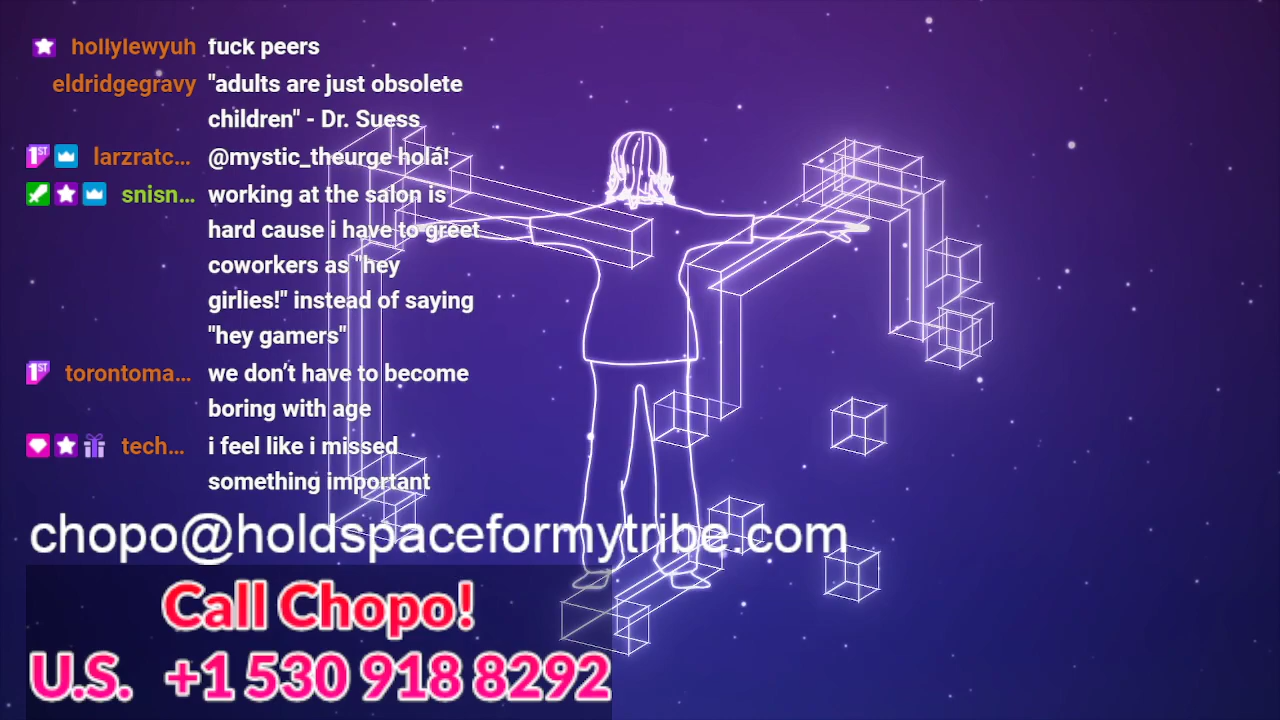 hollylewyuh fuck peers
eldridgegravy "adults are just obsolete
children" - Dr. Suess
1ST larzratc... @mystic_theurge holá!
snisn... working at the salon is
hard cause i have to greet
coworkers as "hey
girlies!" instead of saying
"hey gamers"
1ST torontoma... we don’t have to become
boring with age
tech... i feel like i missed
something important
chopo@holdspaceformytribe.com
Call Chopo!
U.S. +1 530 918 8292